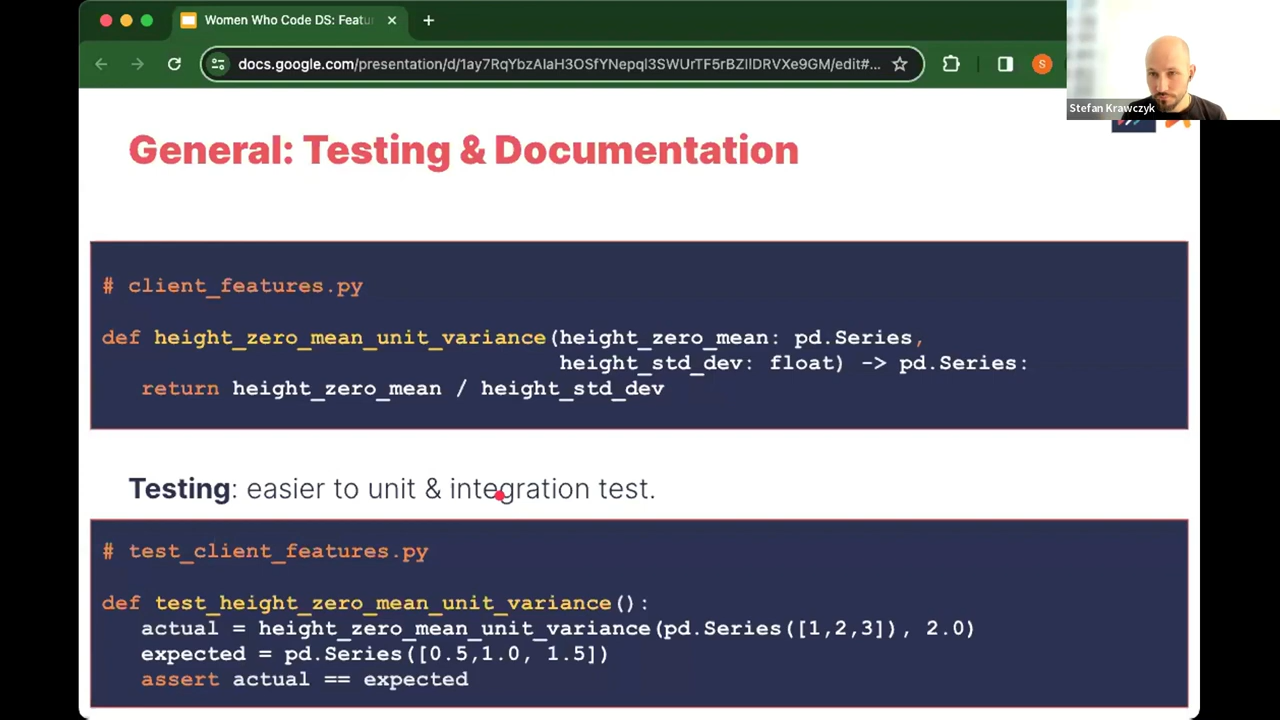 Women Who Code DS: Featu
docs.google.com/presentation/d/1ay7RqYbzAIaH3OSfYNepqI3SWUrTF5rBZIIDRVXe9GM/edit#...
S
Stefan Krawczyk
General: Testing & Documentation
# client_features.py
def height_zero_mean_unit_variance(height_zero_mean: pd.Series,
height_std_dev: float) -> pd.Series:
return height_zero_mean / height_std_dev
Testing: easier to unit & integration test.
# test_client_features.py
def test_height_zero_mean_unit_variance():
actual = height_zero_mean_unit_variance(pd.Series([1,2,3]), 2.0)
expected = pd.Series([0.5,1.0, 1.5])
assert actual == expected